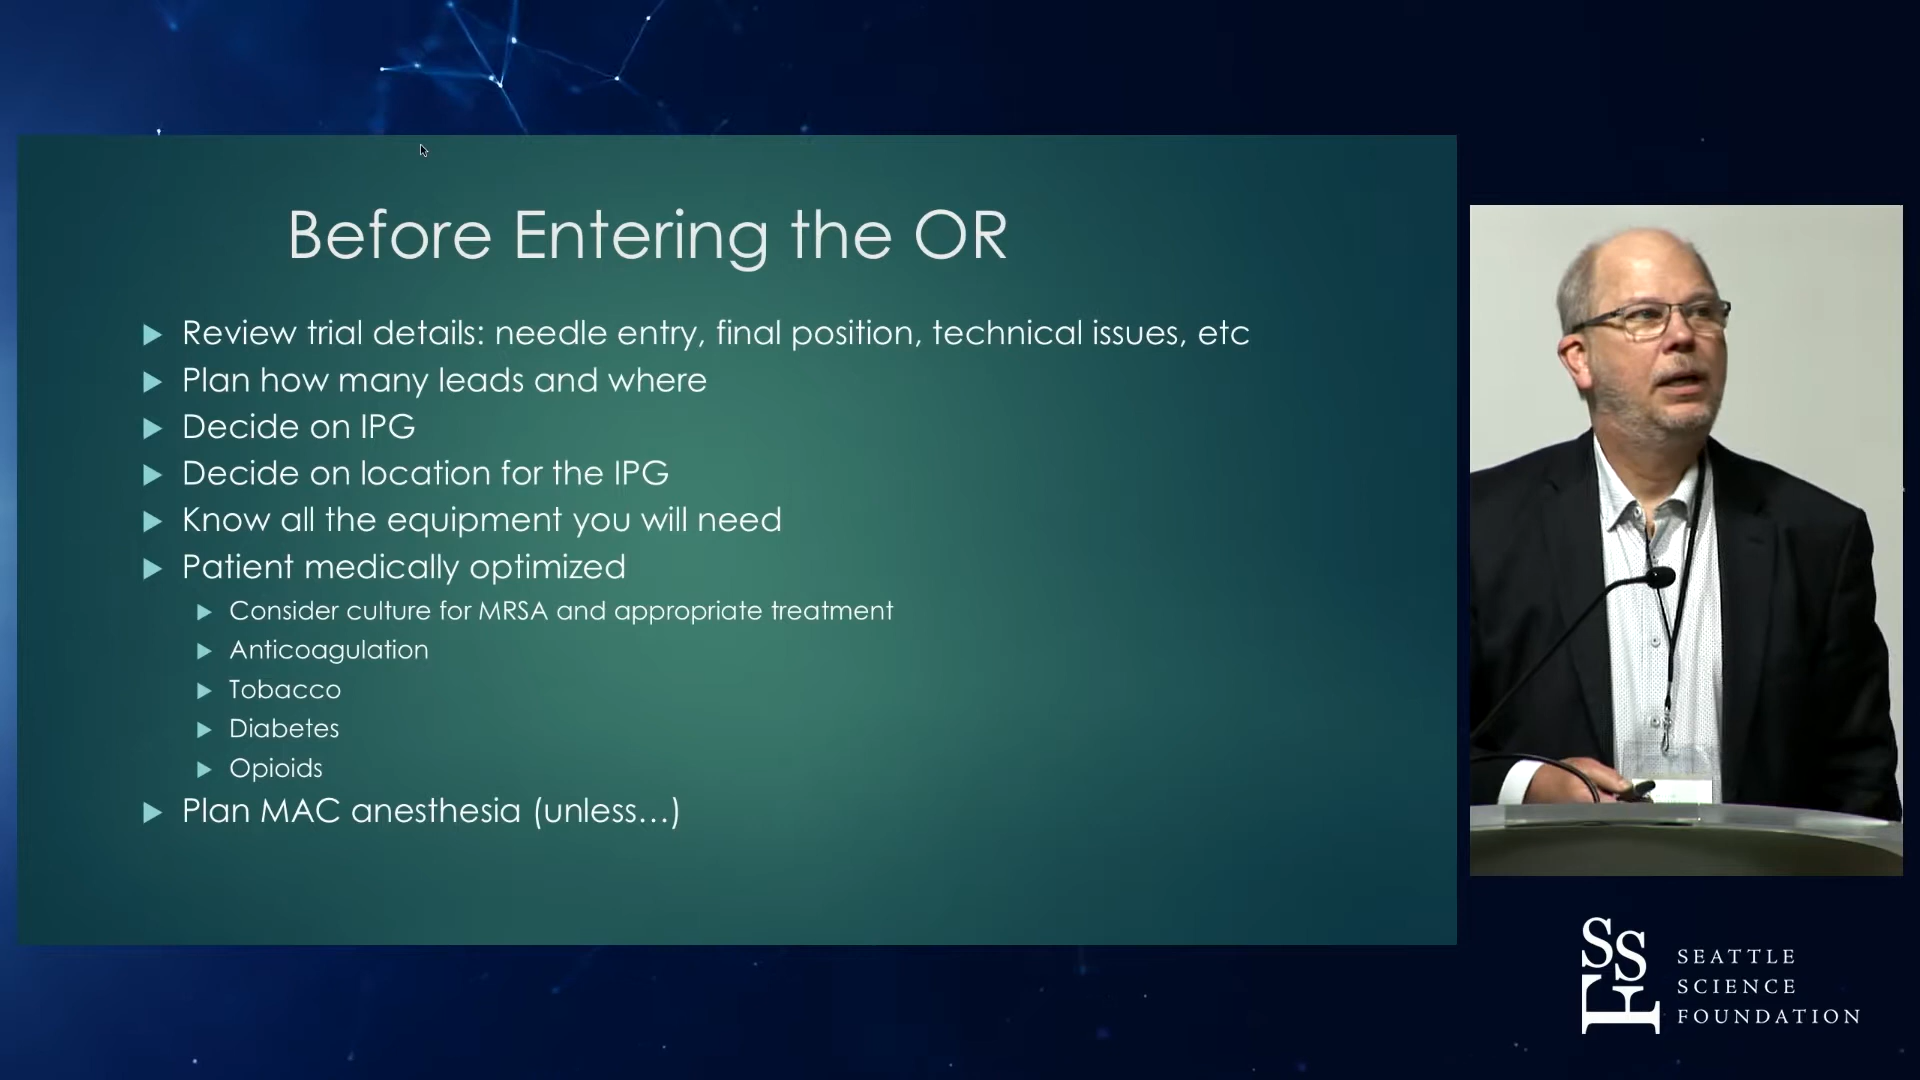 Before Entering the OR
Review trial details: needle entry, final position, technical issues, etc
Plan how many leads and where
Decide on IPG
Decide on location for the IPG
Know all the equipment you will need
Patient medically optimized
Consider culture for MRSA and appropriate treatment
Anticoagulation
Tobacco
Diabetes
Opioids
Plan MAC anesthesia (unless…)
SSF
SEATTLE
SCIENCE
FOUNDATION